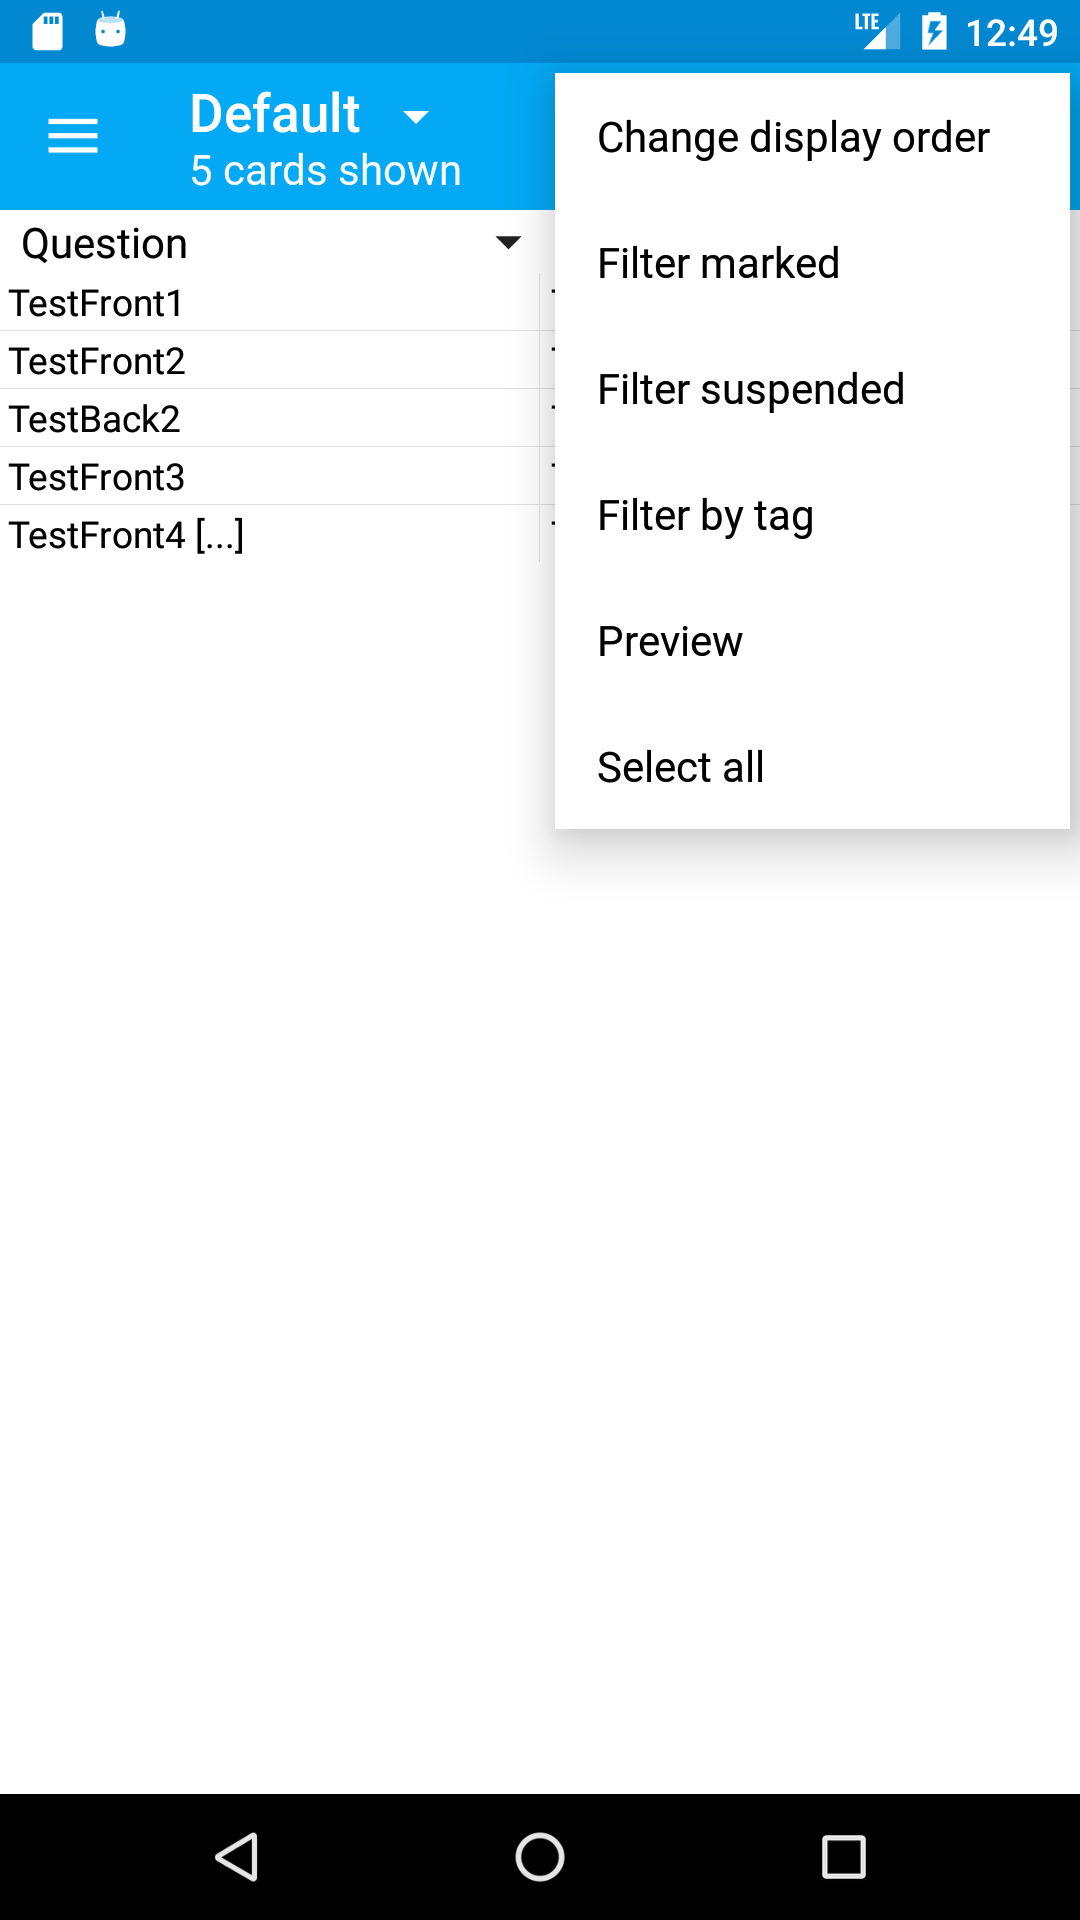 LTE 12:49
Default
5 cards shown
Question
TestFront1
TestFront2
TestBack2
TestFront3
TestFront4 [...]
Change display order
Filter marked
Filter suspended
Filter by tag
Preview
Select all